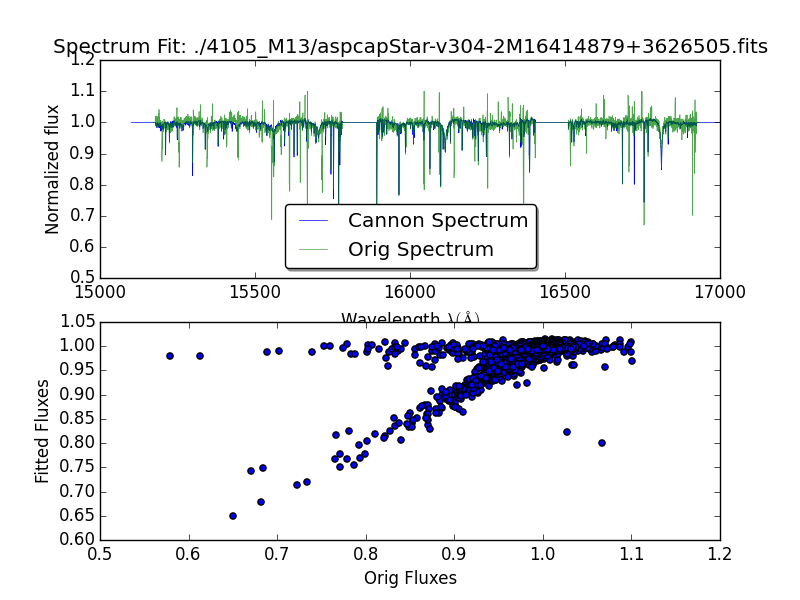 Spectrum Fit: ./4105_M13/aspcapStar-v304-2M16414879+3626505.fits
1.2
1.1
1.0
0.9
0.8
0.7
0.6
0.5
Normalized flux
Cannon Spectrum
Orig Spectrum
15000 15500 16000 16500 17000
Wavelength λ(Å)
1.05
1.00
0.95
0.90
0.85
0.80
0.75
0.70
0.65
0.60
Fitted Fluxes
0.5 0.6 0.7 0.8 0.9 1.0 1.1 1.2
Orig Fluxes